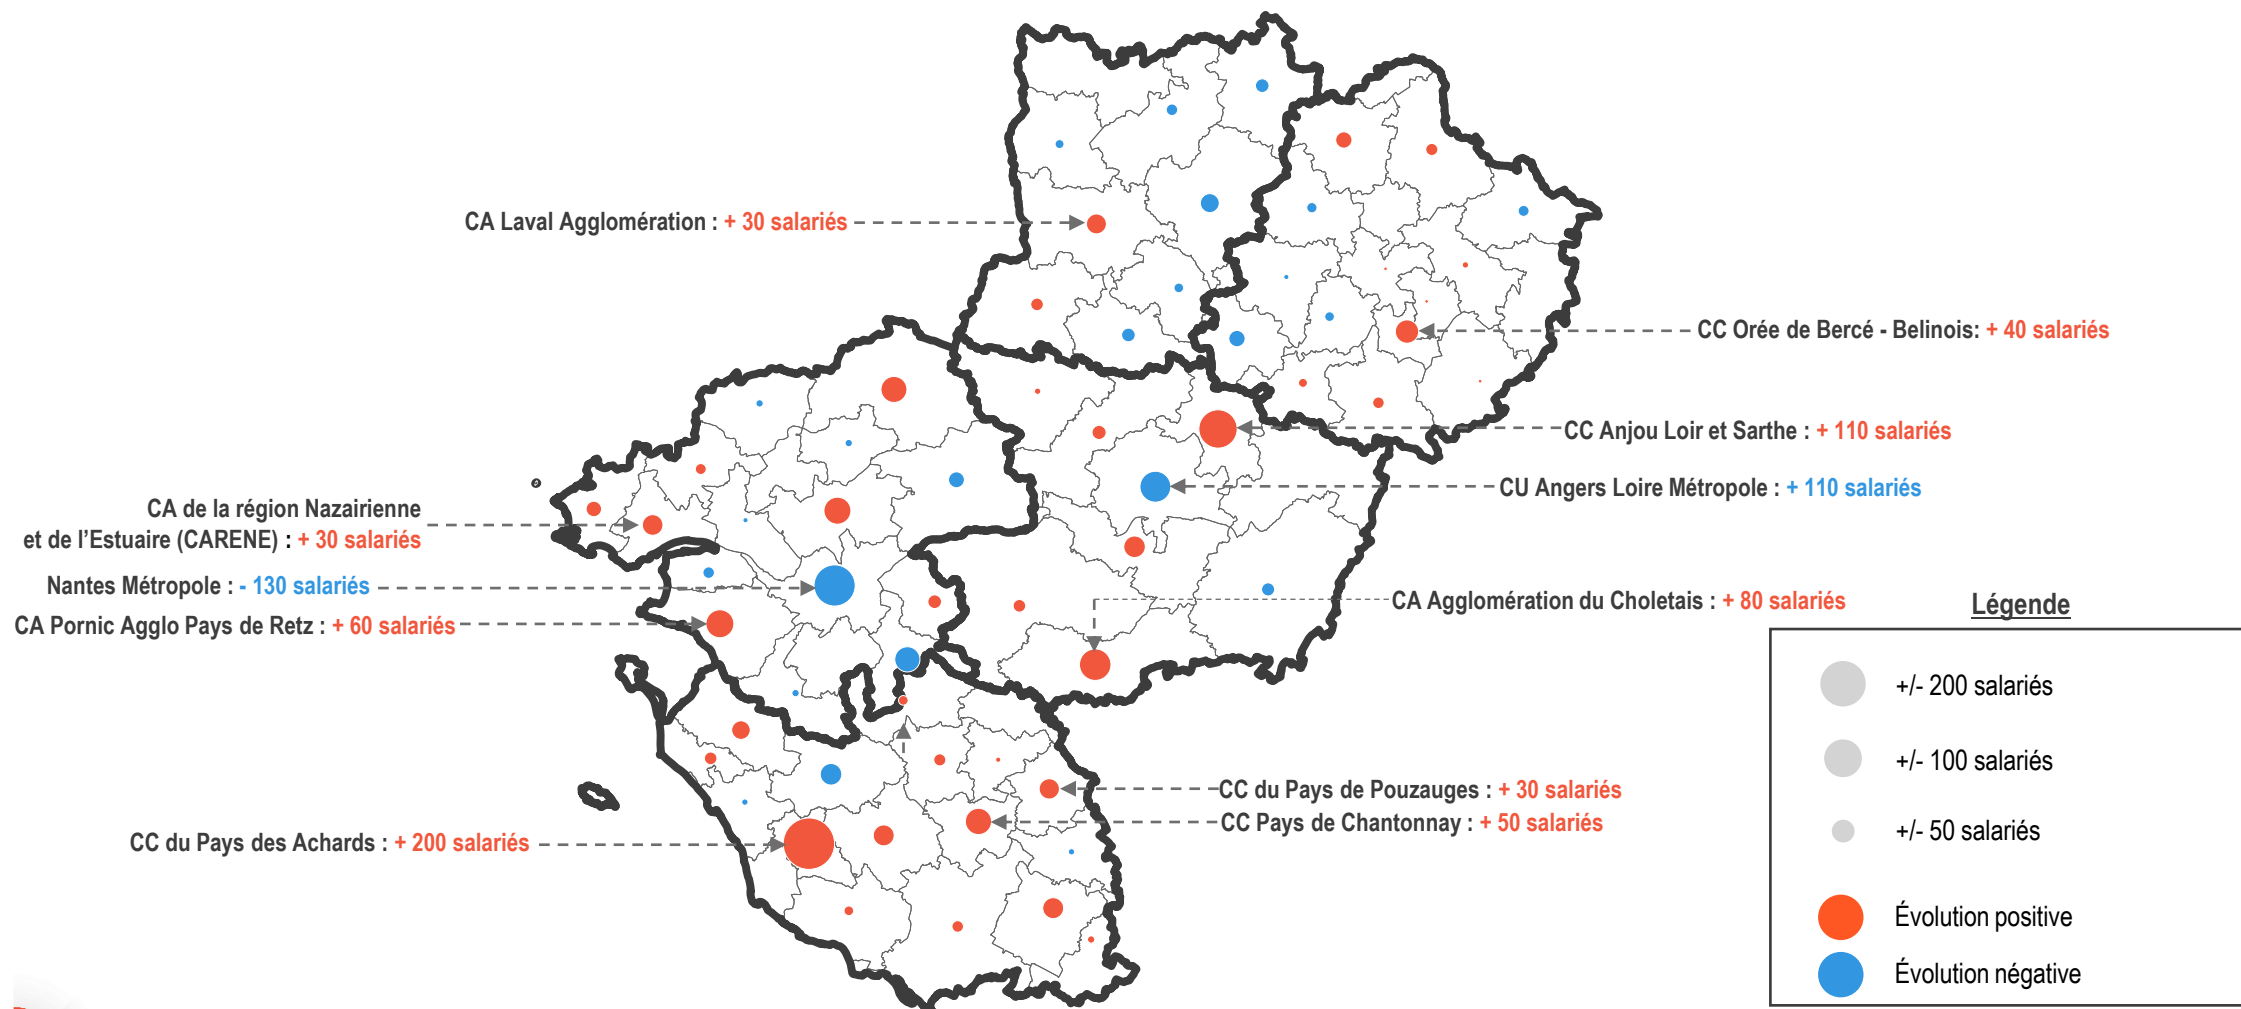 CA Laval Agglomération : + 30 salariés
CC Orée de Bercé - Belinois: + 40 salariés
CC Anjou Loir et Sarthe : + 110 salariés
CU Angers Loire Métropole : + 110 salariés
CA de la région Nazairienne
et de l'Estuaire (CARENE) : + 30 salariés
Nantes Métropole : - 130 salariés
CA Pornic Agglo Pays de Retz : + 60 salariés
CA Agglomération du Choletais : + 80 salariés
CC du Pays de Pouzauges : + 30 salariés
CC Pays de Chantonnay : + 50 salariés
CC du Pays des Achards : + 200 salariés
Légende
+/- 200 salariés
+/- 100 salariés
+/- 50 salariés
Évolution positive
Évolution négative